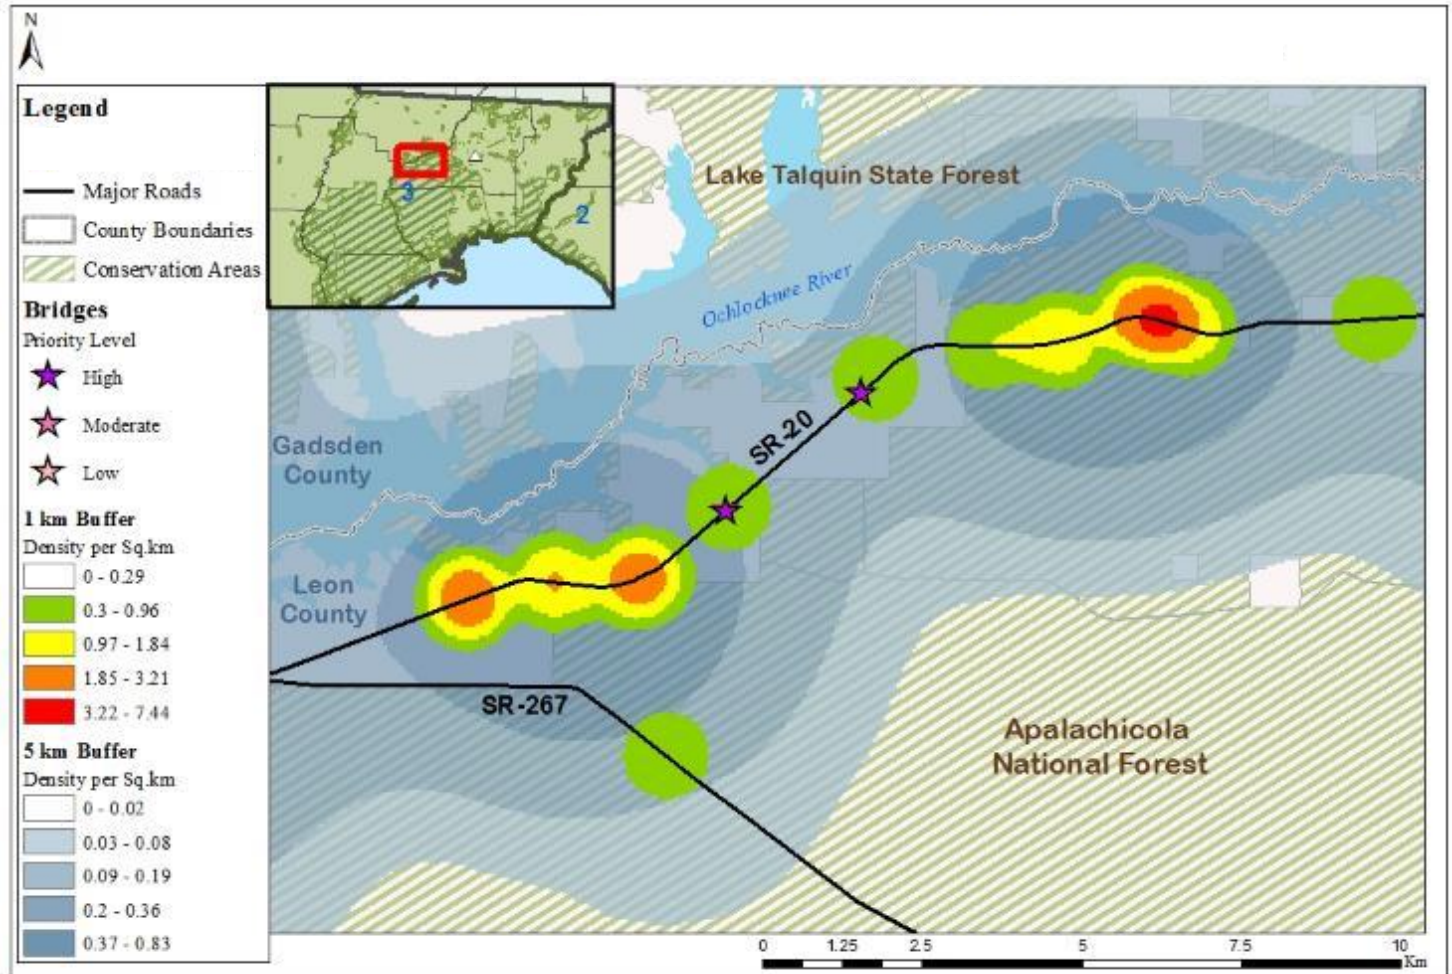 N
Legend
Major Roads
County Boundaries
Conservation Areas
Bridges
Priority Level
High
Moderate
Low
1 km Buffer
Density per Sq.km
0 - 0.29
0.3 - 0.96
0.97 - 1.84
1.85 - 3.21
3.22 - 7.44
5 km Buffer
Density per Sq.km
0 - 0.02
0.03 - 0.08
0.09 - 0.19
0.2 - 0.36
0.37 - 0.83
3
2
Lake Talquin State Forest
Ochlocknee River
SR-20
Gadsden
County
Leon
County
SR-267
Apalachicola
National Forest
0 1.25 2.5 5 7.5 10
Km